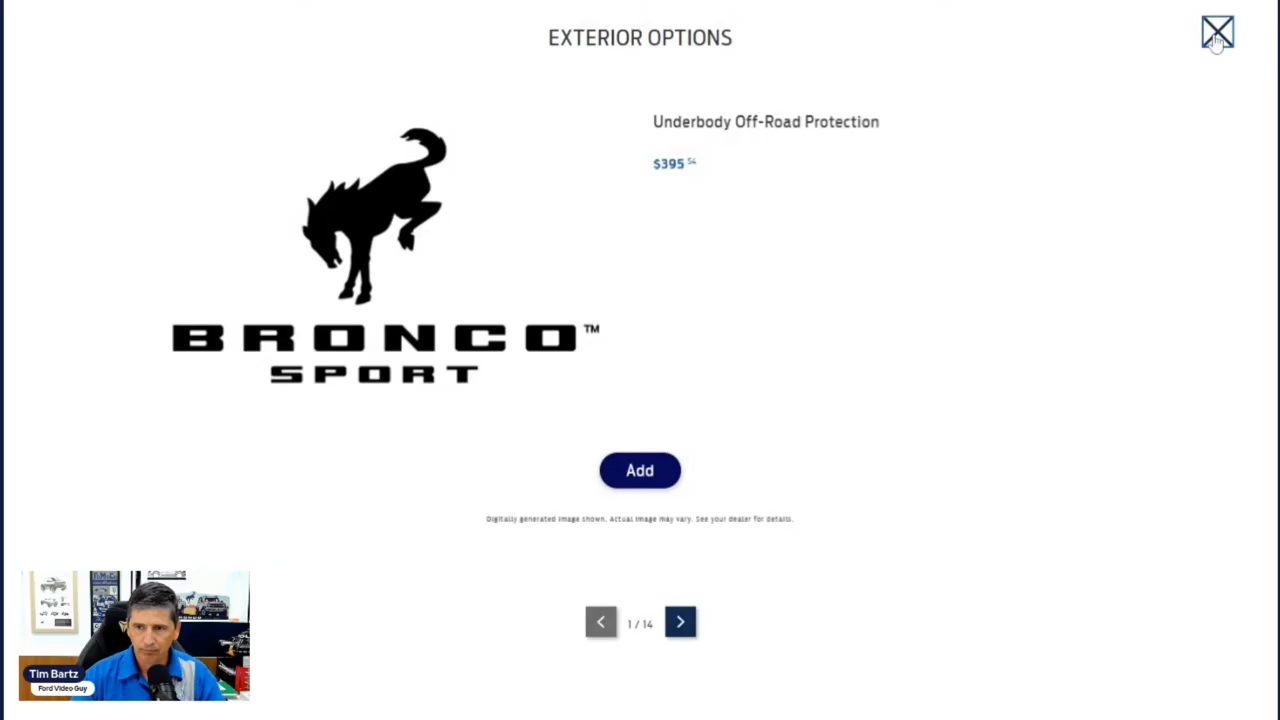 EXTERIOR OPTIONS
Underbody Off-Road Protection
$395 54
BRONCO™
SPORT
Add
Digitally generated image shown. Actual image may vary. See your dealer for details.
1 / 14
Tim Bartz
Ford Video Guy